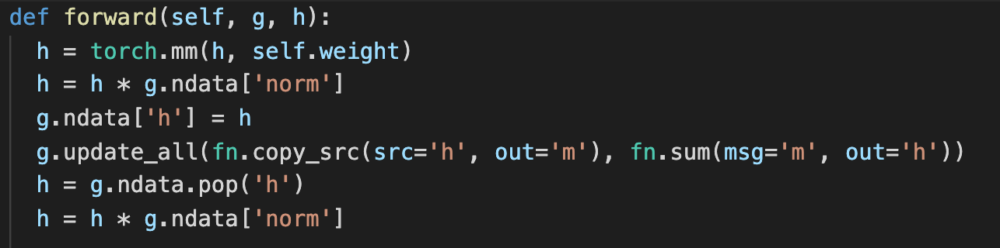 def forward(self, g, h):
  h = torch.mm(h, self.weight)
  h = h * g.ndata['norm']
  g.ndata['h'] = h
  g.update_all(fn.copy_src(src='h', out='m'), fn.sum(msg='m', out='h'))
  h = g.ndata.pop('h')
  h = h * g.ndata['norm']